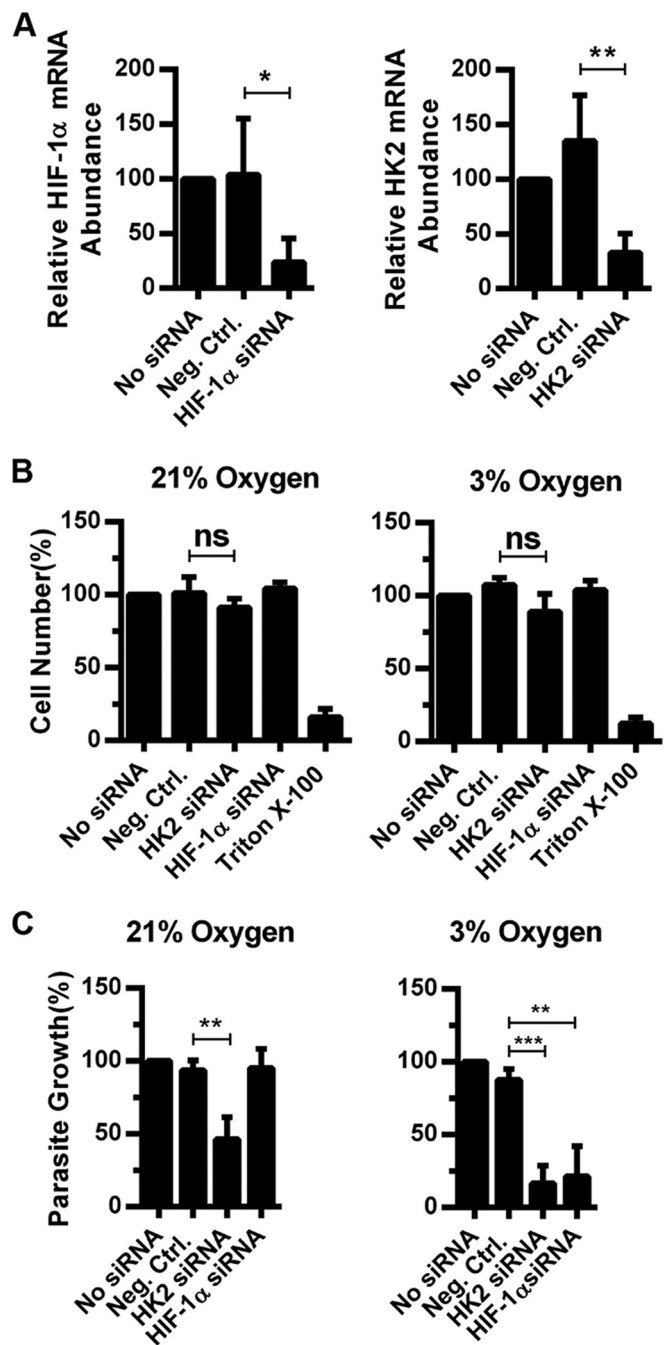 A
Relative HIF-1α mRNA
Abundance
200
150
100
50
0
*
No siRNA
Neg. Ctrl.
HIF-1α siRNA
Relative HK2 mRNA
Abundance
200
150
100
50
0
**
No siRNA
Neg. Ctrl.
HK2 siRNA
B
21% Oxygen
Cell Number(%)
150
100
50
0
ns
No siRNA
Neg. Ctrl.
HK2 siRNA
HIF-1α siRNA
Triton X-100
3% Oxygen
150
100
50
0
ns
No siRNA
Neg. Ctrl.
HK2 siRNA
HIF-1α siRNA
Triton X-100
C
21% Oxygen
Parasite Growth(%)
150
100
50
0
**
No siRNA
Neg. Ctrl.
HK2 siRNA
HIF-1α siRNA
3% Oxygen
150
100
50
0
**
***
No siRNA
Neg. Ctrl.
HK2 siRNA
HIF-1αsiRNA